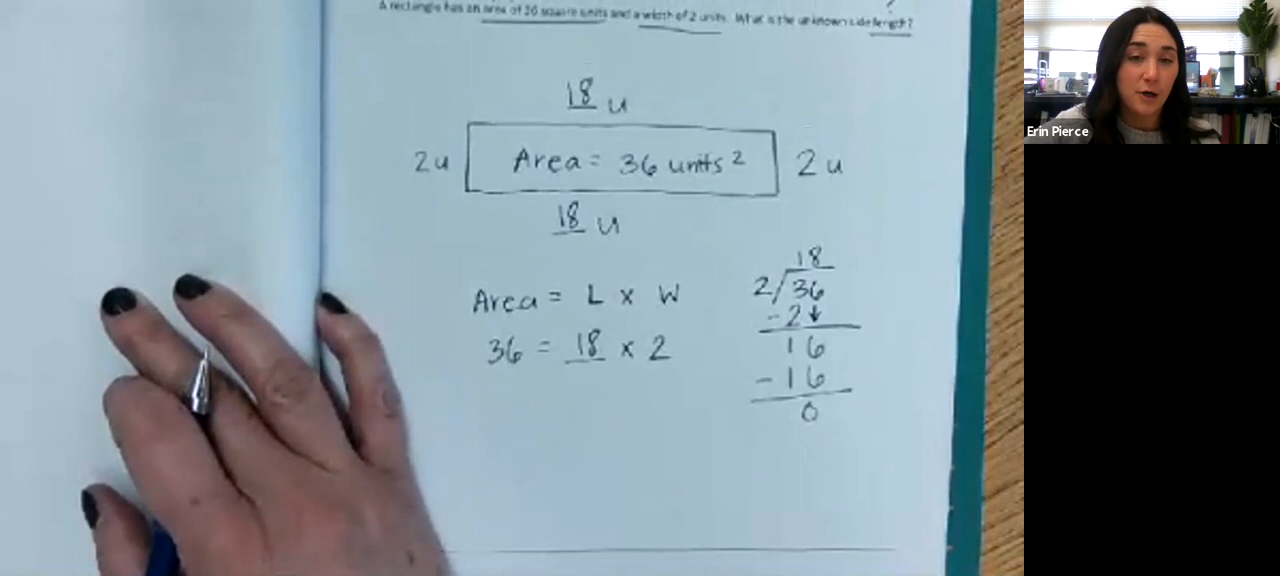 A rectangle has an area of 36 square units and a width of 2 units. What is the unknown side length?
?
18 u
2u
Area = 36 units 2
2 u
18 u
18
2/36
-2↓
16
-16
0
Area = L x W
36 = 18 x 2
Erin Pierce